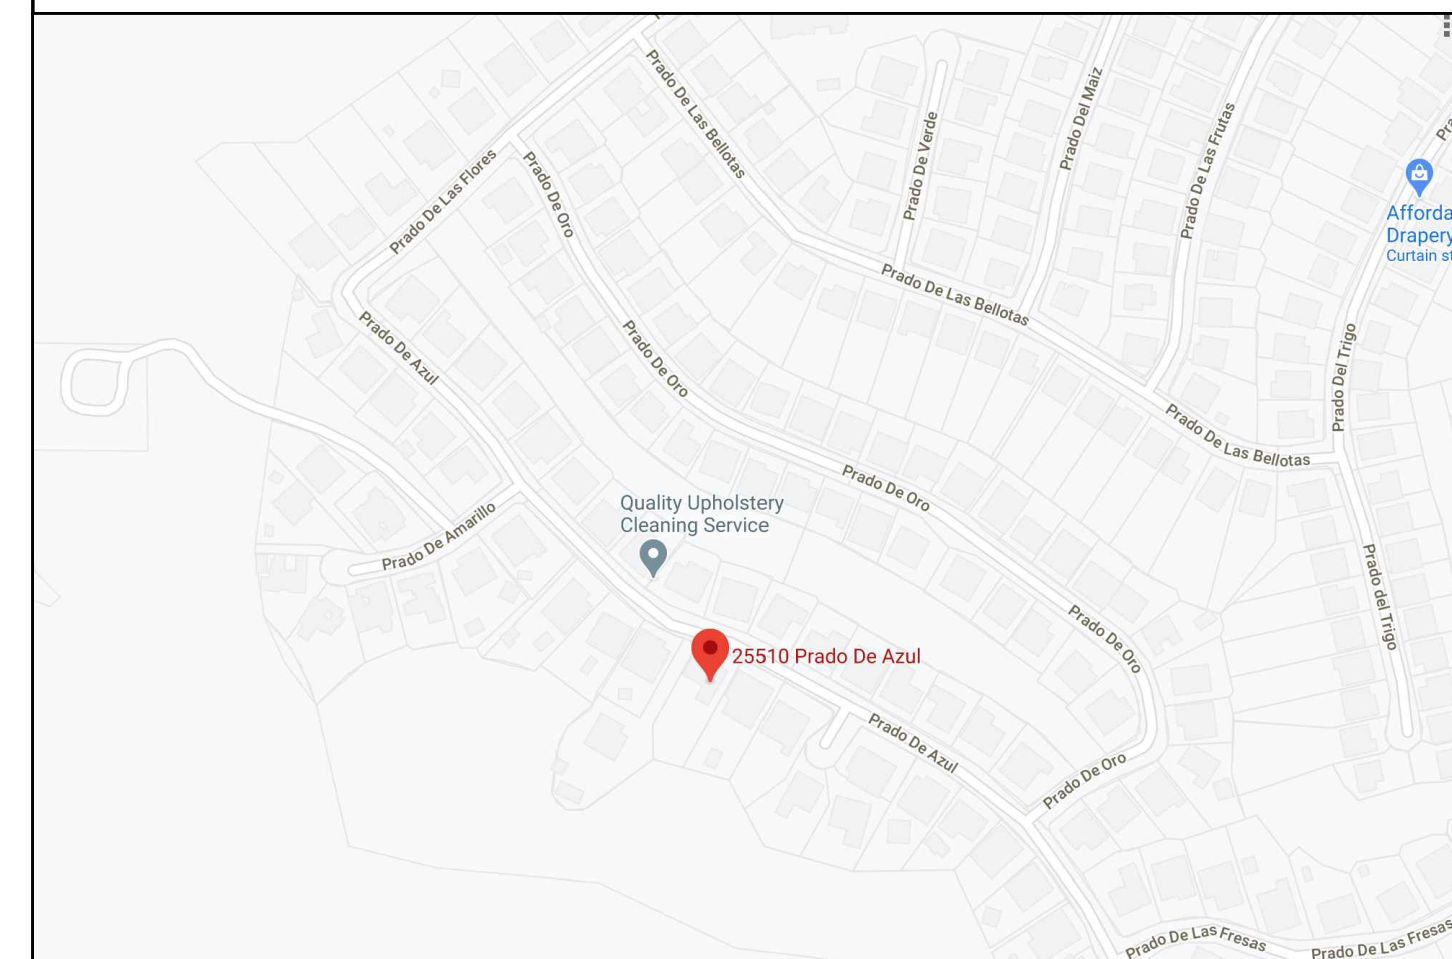 Prado De Las Bellotas
Prado De Las Flores
Prado De Oro
Prado De Verde
Prado Del Maiz
Prado De Las Frutas
Afforda
Drapery
Curtain st
Prado De Las Bellotas
Prado De Azul
Prado De Oro
Prado Del Trigo
Prado De Las Bellotas
Prado De Oro
Quality Upholstery
Cleaning Service
Prado De Amarillo
Prado del Trigo
Prado De Oro
25510 Prado De Azul
Prado De Azul
Prado De Oro
Prado De Las Fresas
Prado De Las Fresas